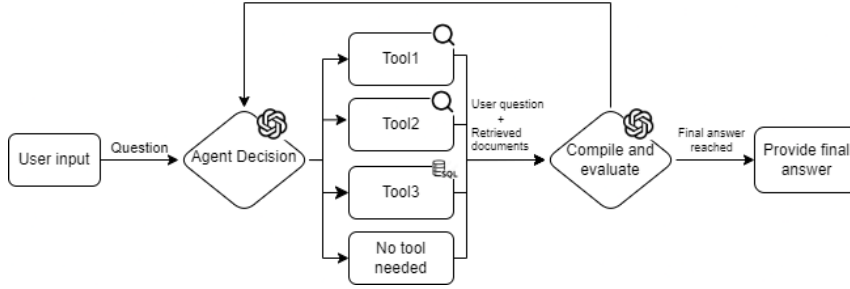 User input
Question
Agent Decision
Tool1
Tool2
Tool3
SQL
No tool
needed
User question
+
Retrieved
documents
Compile and
evaluate
Final answer
reached
Provide final
answer